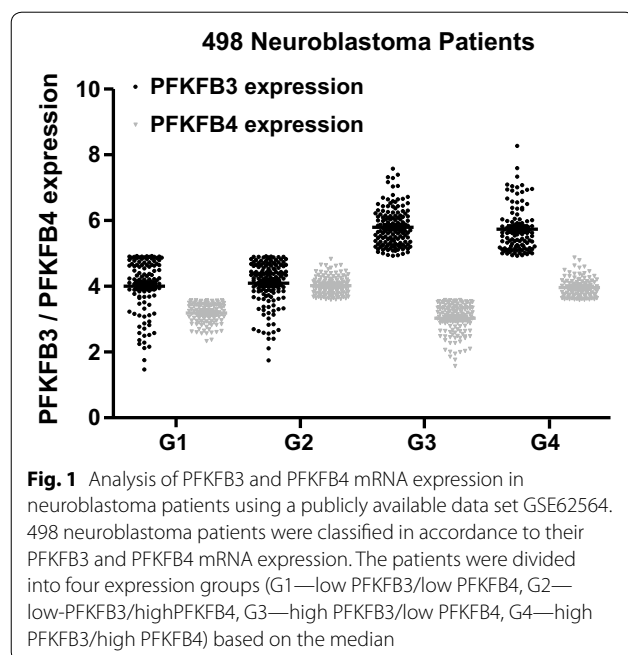 498 Neuroblastoma Patients
PFKFB3 / PFKFB4 expression
10
8
6
4
2
0
PFKFB3 expression
PFKFB4 expression
G1 G2 G3 G4
Fig. 1 Analysis of PFKFB3 and PFKFB4 mRNA expression in
neuroblastoma patients using a publicly available data set GSE62564.
498 neuroblastoma patients were classified in accordance to their
PFKFB3 and PFKFB4 mRNA expression. The patients were divided
into four expression groups (G1—low PFKFB3/low PFKFB4, G2—
low-PFKFB3/highPFKFB4, G3—high PFKFB3/low PFKFB4, G4—high
PFKFB3/high PFKFB4) based on the median